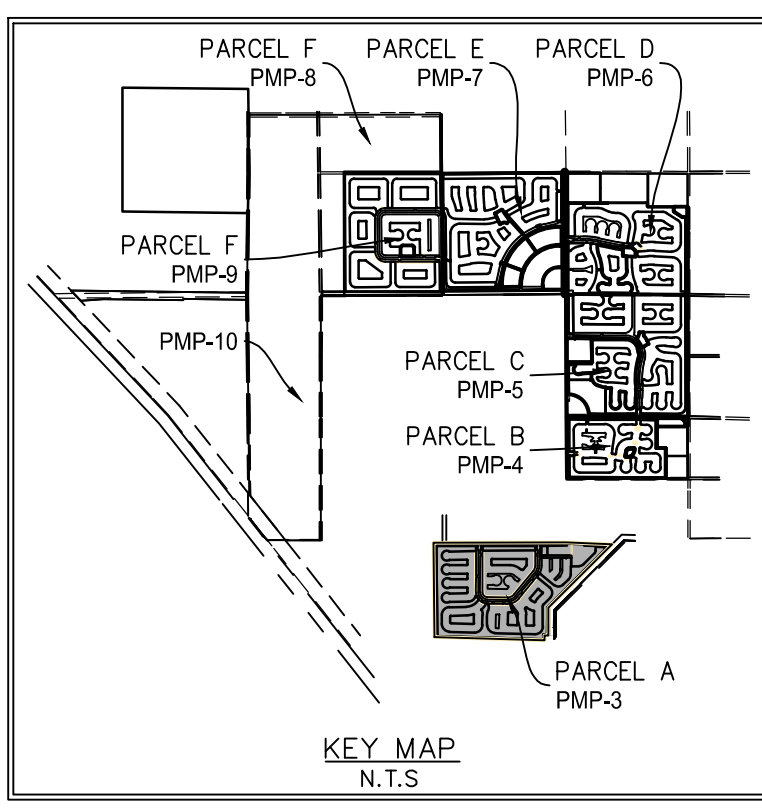 PARCEL F
PMP-8
PARCEL E
PMP-7
PARCEL D
PMP-6
PARCEL F
PMP-9
PMP-10
PARCEL C
PMP-5
PARCEL B
PMP-4
PARCEL A
PMP-3
KEY MAP
N.T.S